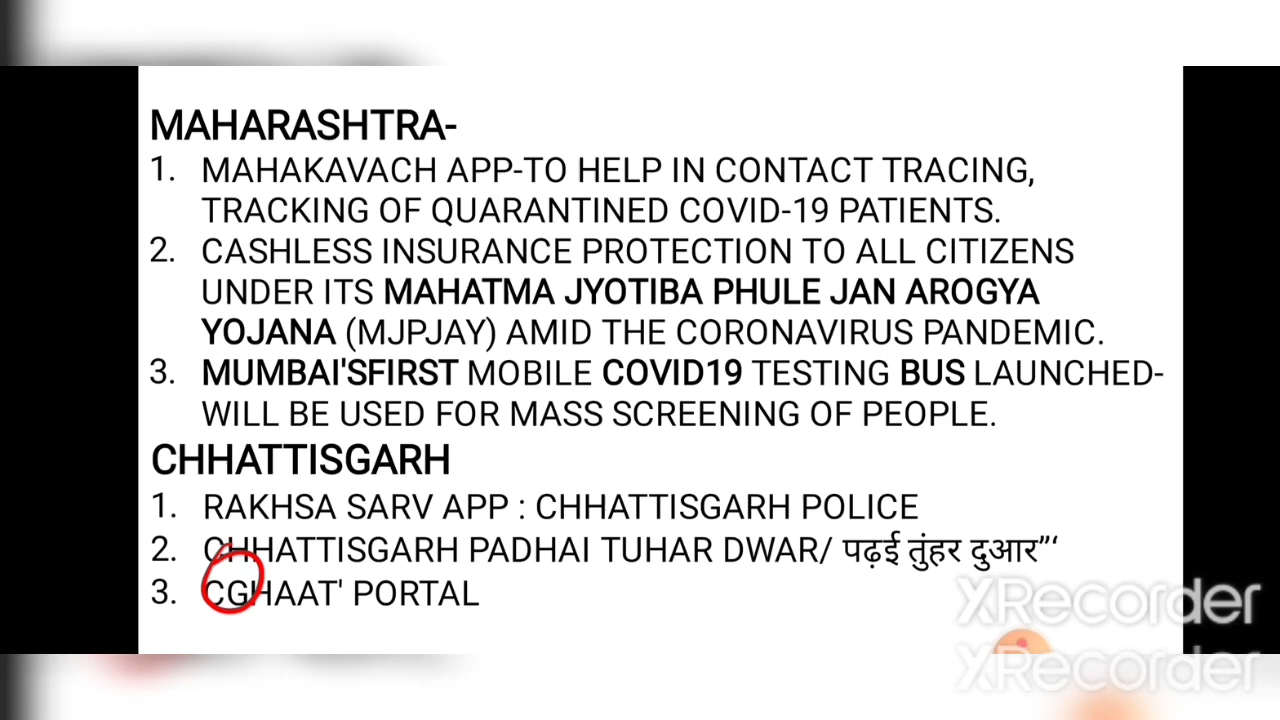 MAHARASHTRA-
1. MAHAKAVACH APP-TO HELP IN CONTACT TRACING,
TRACKING OF QUARANTINED COVID-19 PATIENTS.
2. CASHLESS INSURANCE PROTECTION TO ALL CITIZENS
UNDER ITS MAHATMA JYOTIBA PHULE JAN AROGYA
YOJANA (MJPJAY) AMID THE CORONAVIRUS PANDEMIC.
3. MUMBAI'SFIRST MOBILE COVID19 TESTING BUS LAUNCHED-
WILL BE USED FOR MASS SCREENING OF PEOPLE.
CHHATTISGARH
1. RAKHSA SARV APP : CHHATTISGARH POLICE
2. CHHATTISGARH PADHAI TUHAR DWAR/ पढ़ई तुंहर दुआर”‘
3. CGHAAT' PORTAL
XRecorder
XRecorder